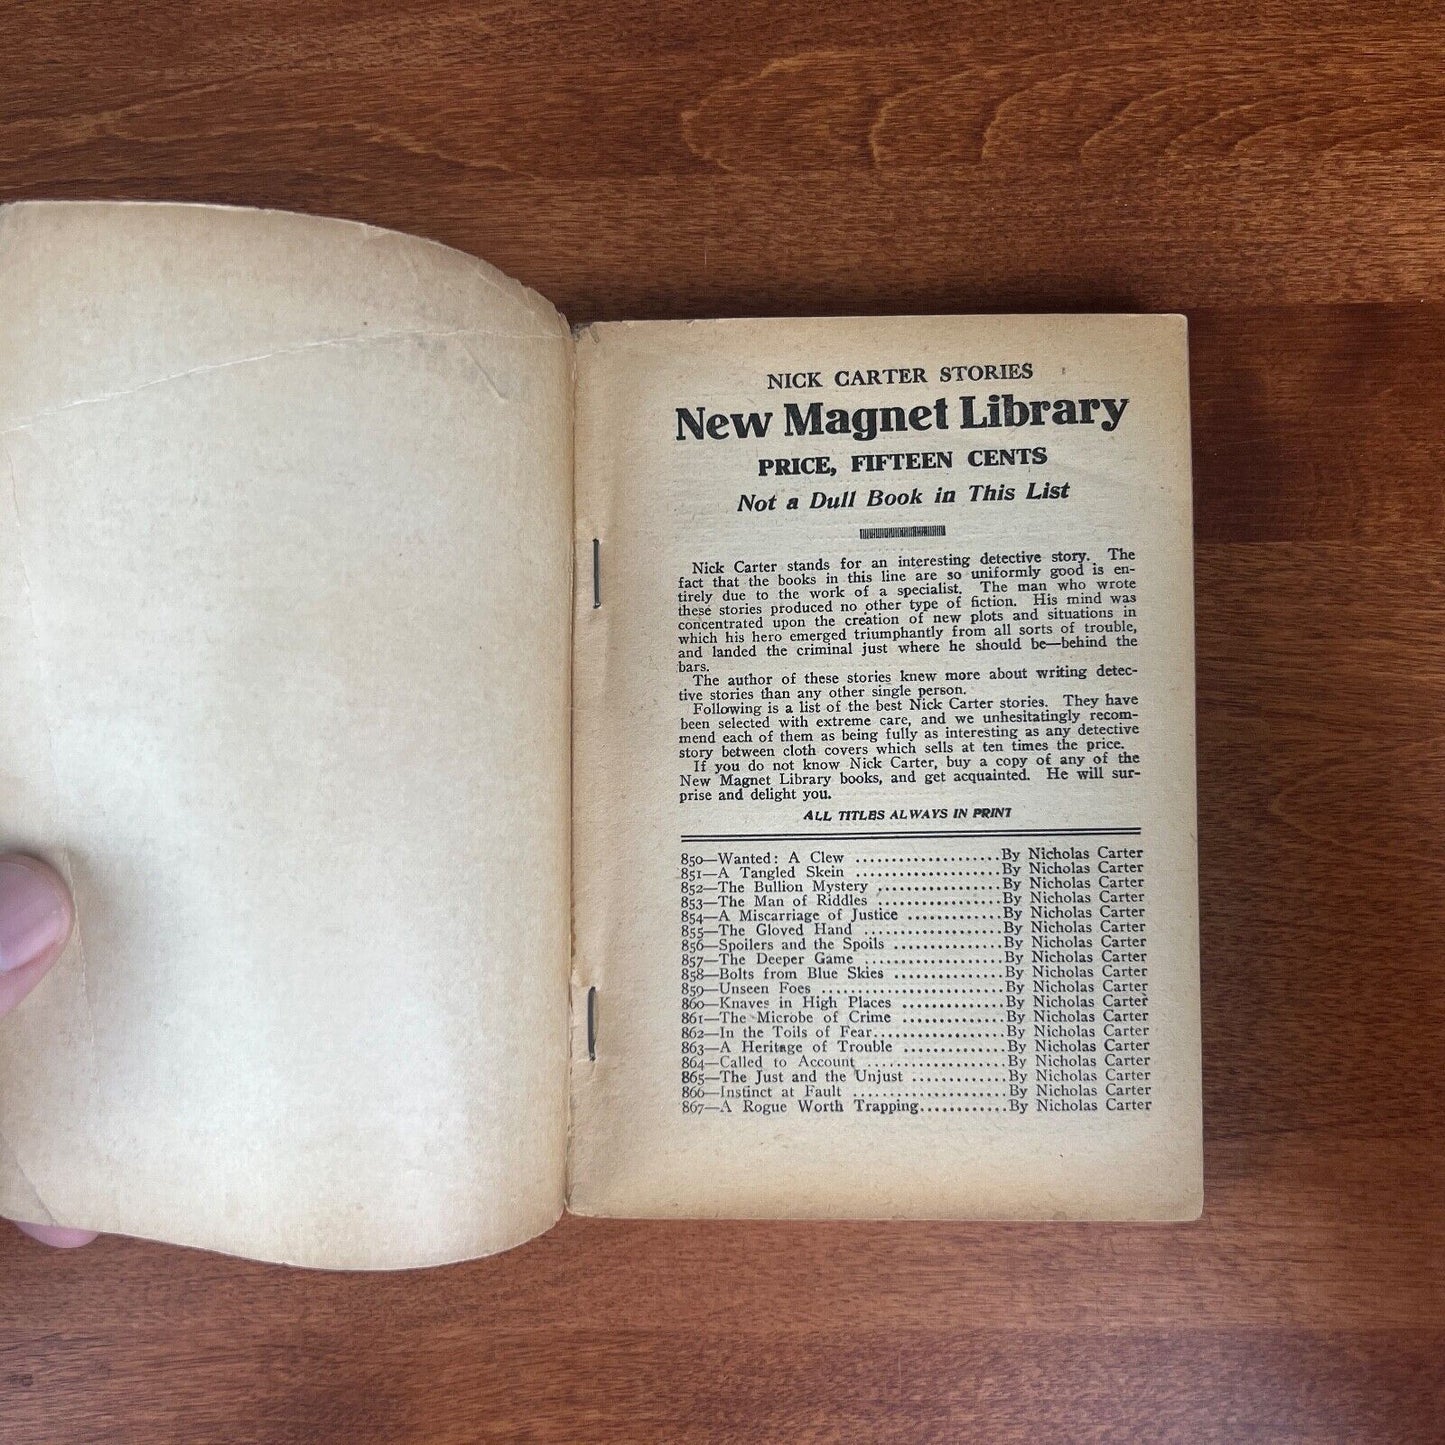 NICK CARTER STORIES
New Magnet Library
PRICE, FIFTEEN CENTS
Not a Dull Book in This List
Nick Carter stands for an interesting detective story. The
fact that the books in this line are so uniformly good is en-
tirely due to the work of a specialist. The man who wrote
these stories produced no other type of fiction. His mind was
concentrated upon the creation of new plots and situations in
which his hero emerged triumphantly from all sorts of trouble,
and landed the criminal just where he should be—behind the
bars.
The author of these stories knew more about writing detec-
tive stories than any other single person.
Following is a list of the best Nick Carter stories. They have
been selected with extreme care, and we unhesitatingly recom-
mend each of them as being fully as interesting as any detective
story between cloth covers which sells at ten times the price.
If you do not know Nick Carter, buy a copy of any of the
New Magnet Library books, and get acquainted. He will sur-
prise and delight you.
ALL TITLES ALWAYS IN PRINT
850—Wanted: A Clew ....................By Nicholas Carter
851—A Tangled Skein ....................By Nicholas Carter
852—The Bullion Mystery .................By Nicholas Carter
853—The Man of Riddles .................By Nicholas Carter
854—A Miscarriage of Justice .............By Nicholas Carter
855—The Gloved Hand ...................By Nicholas Carter
856—Spoilers and the Spoils ...............By Nicholas Carter
857—The Deeper Game ...................By Nicholas Carter
858—Bolts from Blue Skies ...............By Nicholas Carter
859—Unseen Foes ..........................By Nicholas Carter
860—Knaves in High Places ..............By Nicholas Carter
861—The Microbe of Crime ..............By Nicholas Carter
862—In the Toils of Fear..................By Nicholas Carter
863—A Heritage of Trouble ..............By Nicholas Carter
864—Called to Account ...................By Nicholas Carter
865—The Just and the Unjust .............By Nicholas Carter
866—Instinct at Fault .....................By Nicholas Carter
867—A Rogue Worth Trapping............By Nicholas Carter